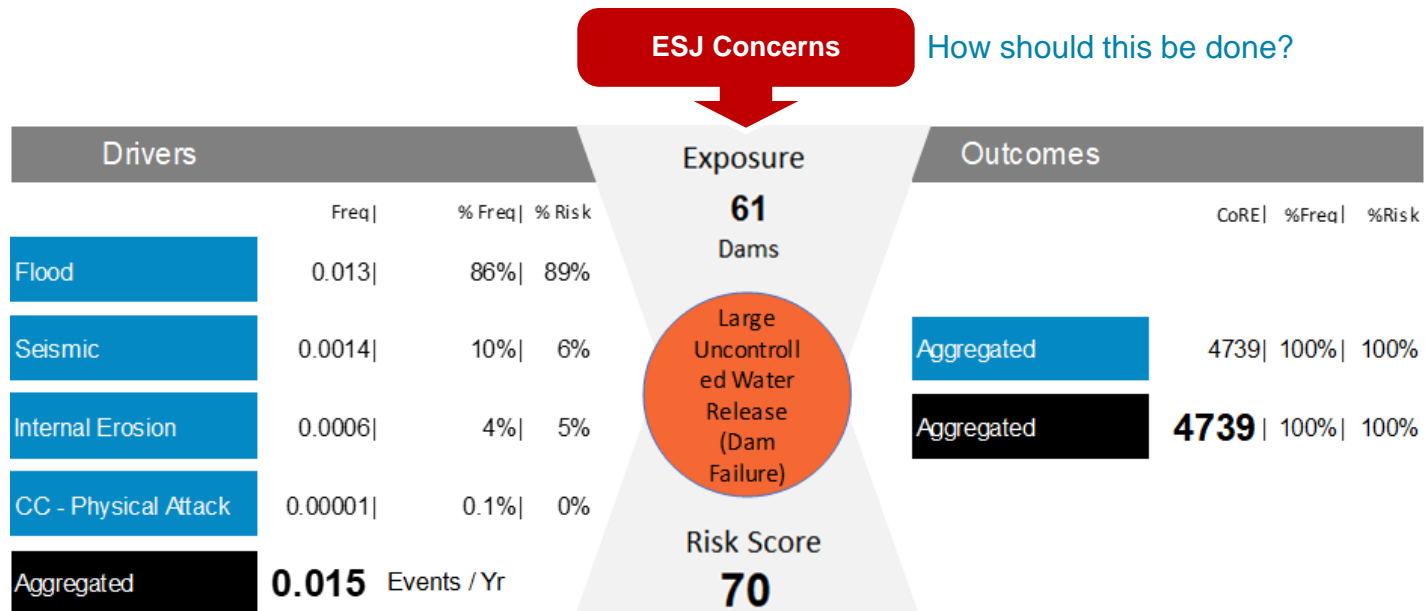 ESJ Concerns
How should this be done?
Drivers
Exposure
Outcomes
61
Dams
Freq| % Freq| % Risk
CoRE| %Freq| %Risk
Flood 0.013| 86%| 89%
Seismic 0.0014| 10%| 6%
Internal Erosion 0.0006| 4%| 5%
CC - Physical Attack 0.00001| 0.1%| 0%
Aggregated 0.015 Events / Yr
Large
Uncontroll
ed Water
Release
(Dam
Failure)
Risk Score
70
Aggregated 4739| 100%| 100%
Aggregated 4739| 100%| 100%